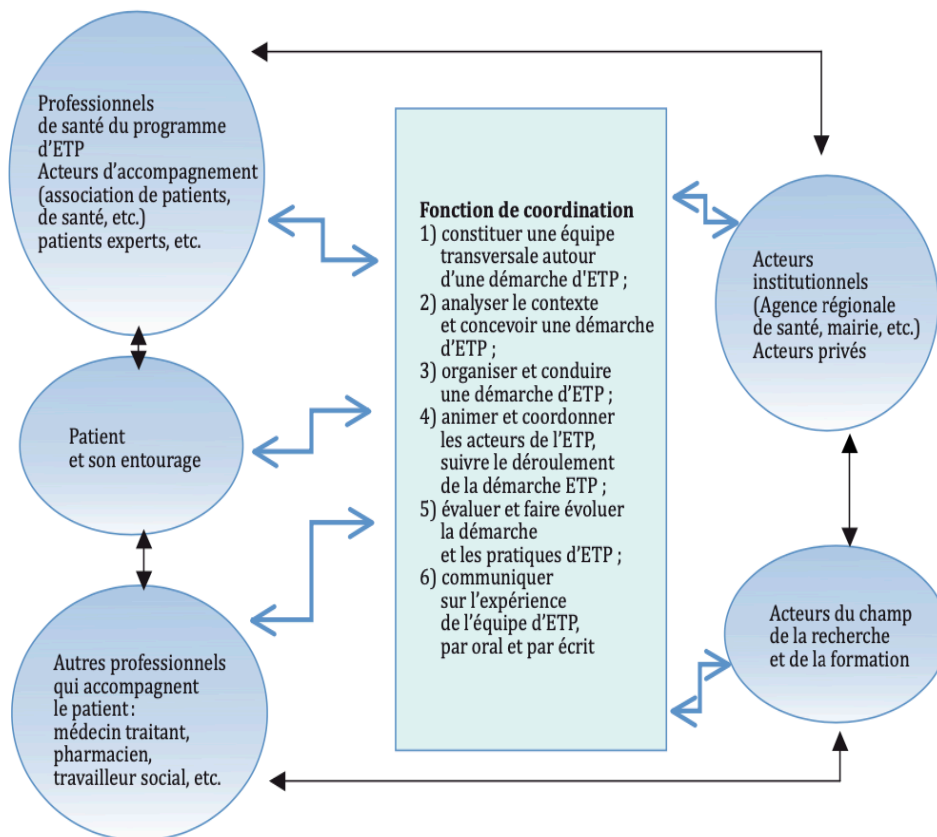 Professionnels
de santé du programme
d'ETP
Acteurs d'accompagnement
(association de patients,
de santé, etc.)
patients experts, etc.
Patient
et son entourage
Autres professionnels
qui accompagnent
le patient :
médecin traitant,
pharmacien,
travailleur social, etc.
Fonction de coordination
1) constituer une équipe
transversale autour
d'une démarche d'ETP ;
2) analyser le contexte
et concevoir une démarche
d'ETP ;
3) organiser et conduire
une démarche d'ETP ;
4) animer et coordonner
les acteurs de l'ETP,
suivre le déroulement
de la démarche ETP ;
5) évaluer et faire évoluer
la démarche
et les pratiques d'ETP ;
6) communiquer
sur l'expérience
de l'équipe d'ETP,
par oral et par écrit
Acteurs
institutionnels
(Agence régionale
de santé, mairie, etc.)
Acteurs privés
Acteurs du champ
de la recherche
et de la formation